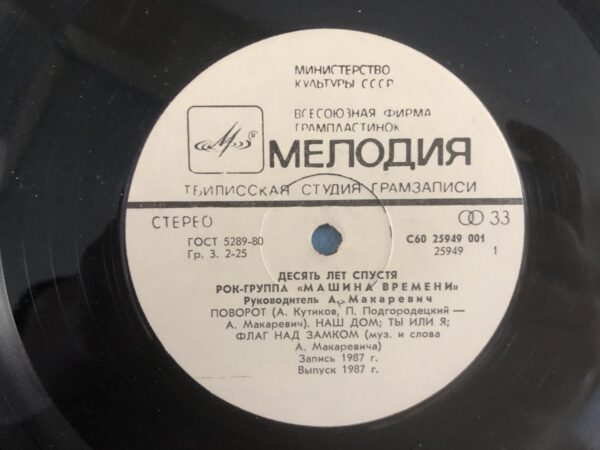 МИНИСТЕРСТВО
КУЛЬТУРЫ СССР
ВСЕСОЮЗНАЯ ФИРМА
ГРАМПЛАСТИНОК
МЕЛОДИЯ
ТБИЛИССКАЯ СТУДИЯ ГРАМЗАПИСИ
СТЕРЕО
33
ГОСТ 5289-80
Гр. 3. 2-25
С60 25949 001
25949 1
ДЕСЯТЬ ЛЕТ СПУСТЯ
РОК-ГРУППА «МАШИНА ВРЕМЕНИ»
Руководитель А. Макаревич
ПОВОРОТ (А. Кутиков, П. Подгородецкий —
А. Макаревич). НАШ ДОМ; ТЫ ИЛИ Я;
ФЛАГ НАД ЗАМКОМ (муз. и слова
А. Макаревича)
Запись 1987 г.
Выпуск 1987 г.